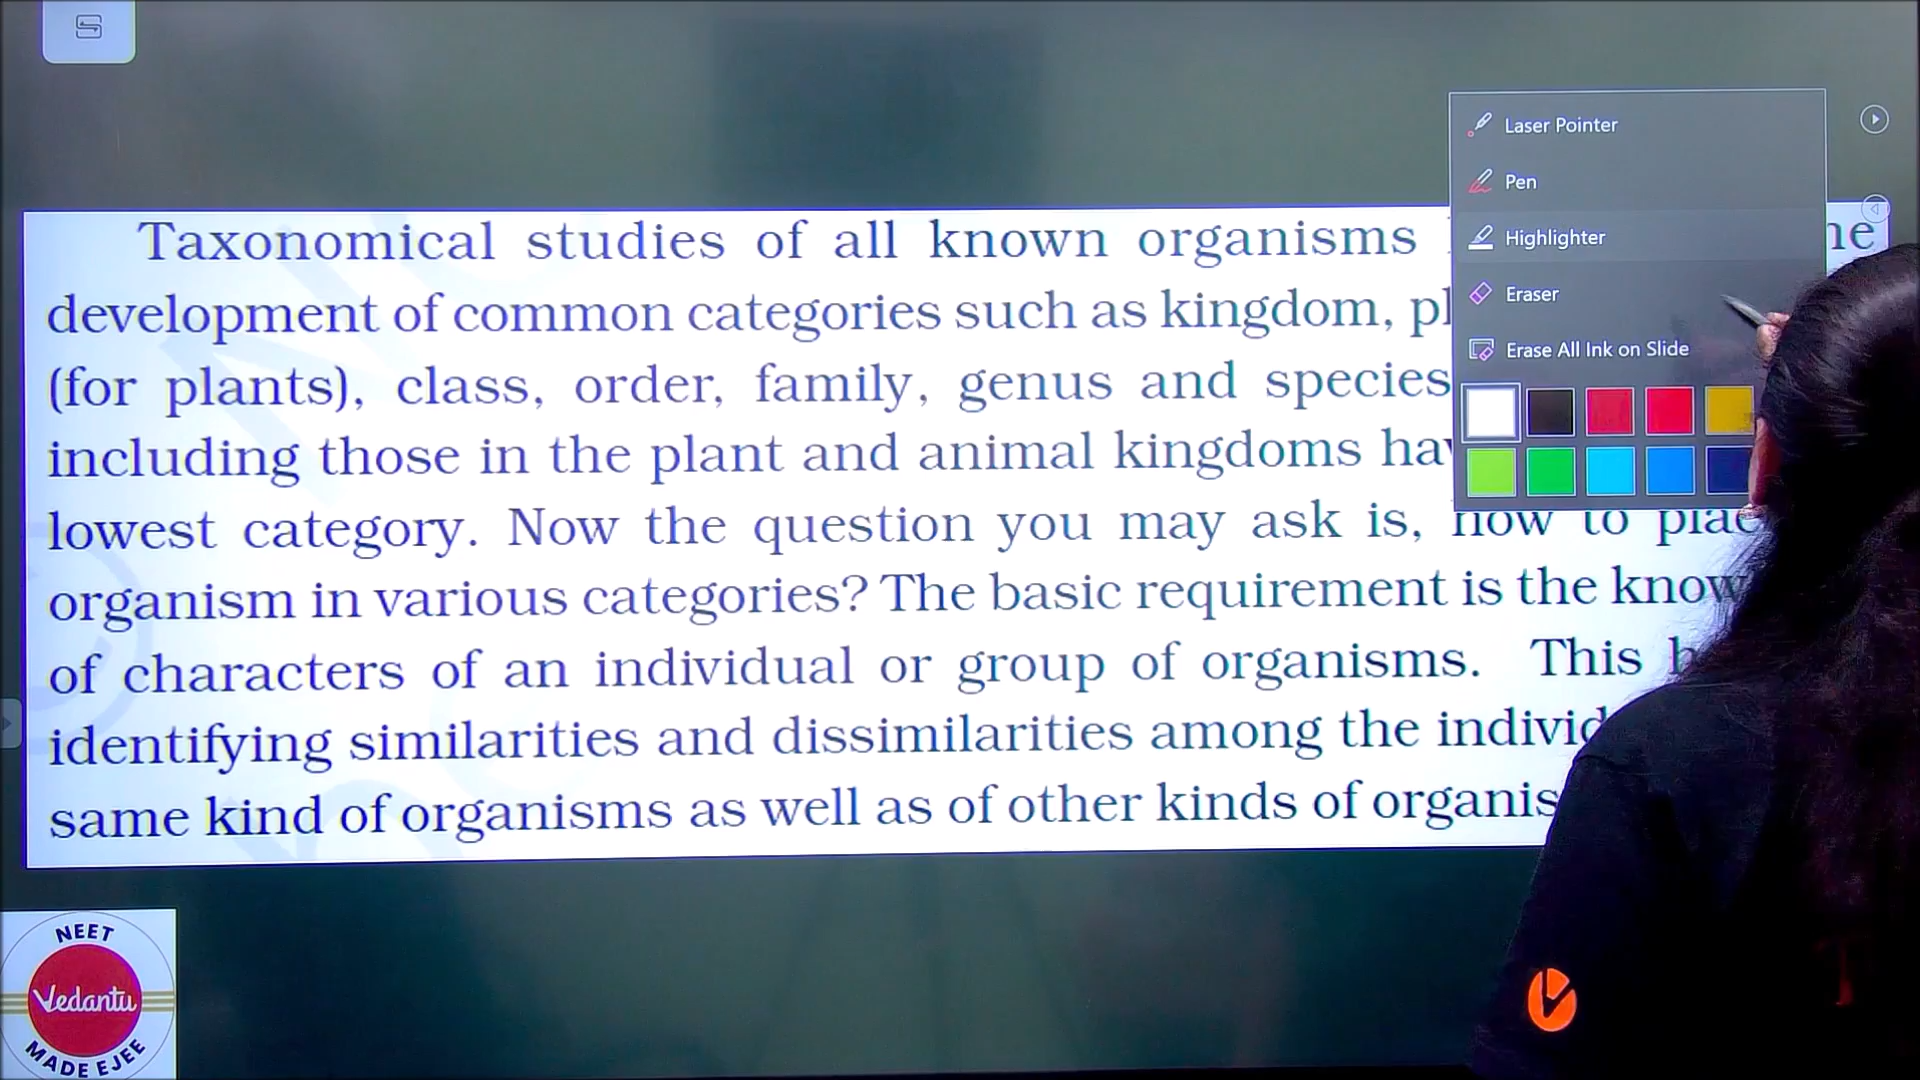 Laser Pointer
Pen
Highlighter
Eraser
Erase All Ink on Slide
Taxonomical studies of all known organisms
development of common categories such as kingdom,
(for plants), class, order, family, genus and species
including those in the plant and animal kingdoms
lowest category. Now the question you may ask is, how to
organism in various categories? The basic requirement is the
of characters of an individual or group of organisms. This
identifying similarities and dissimilarities among the
same kind of organisms as well as of other kinds of
NEET
Vedantu
MADE EJEE